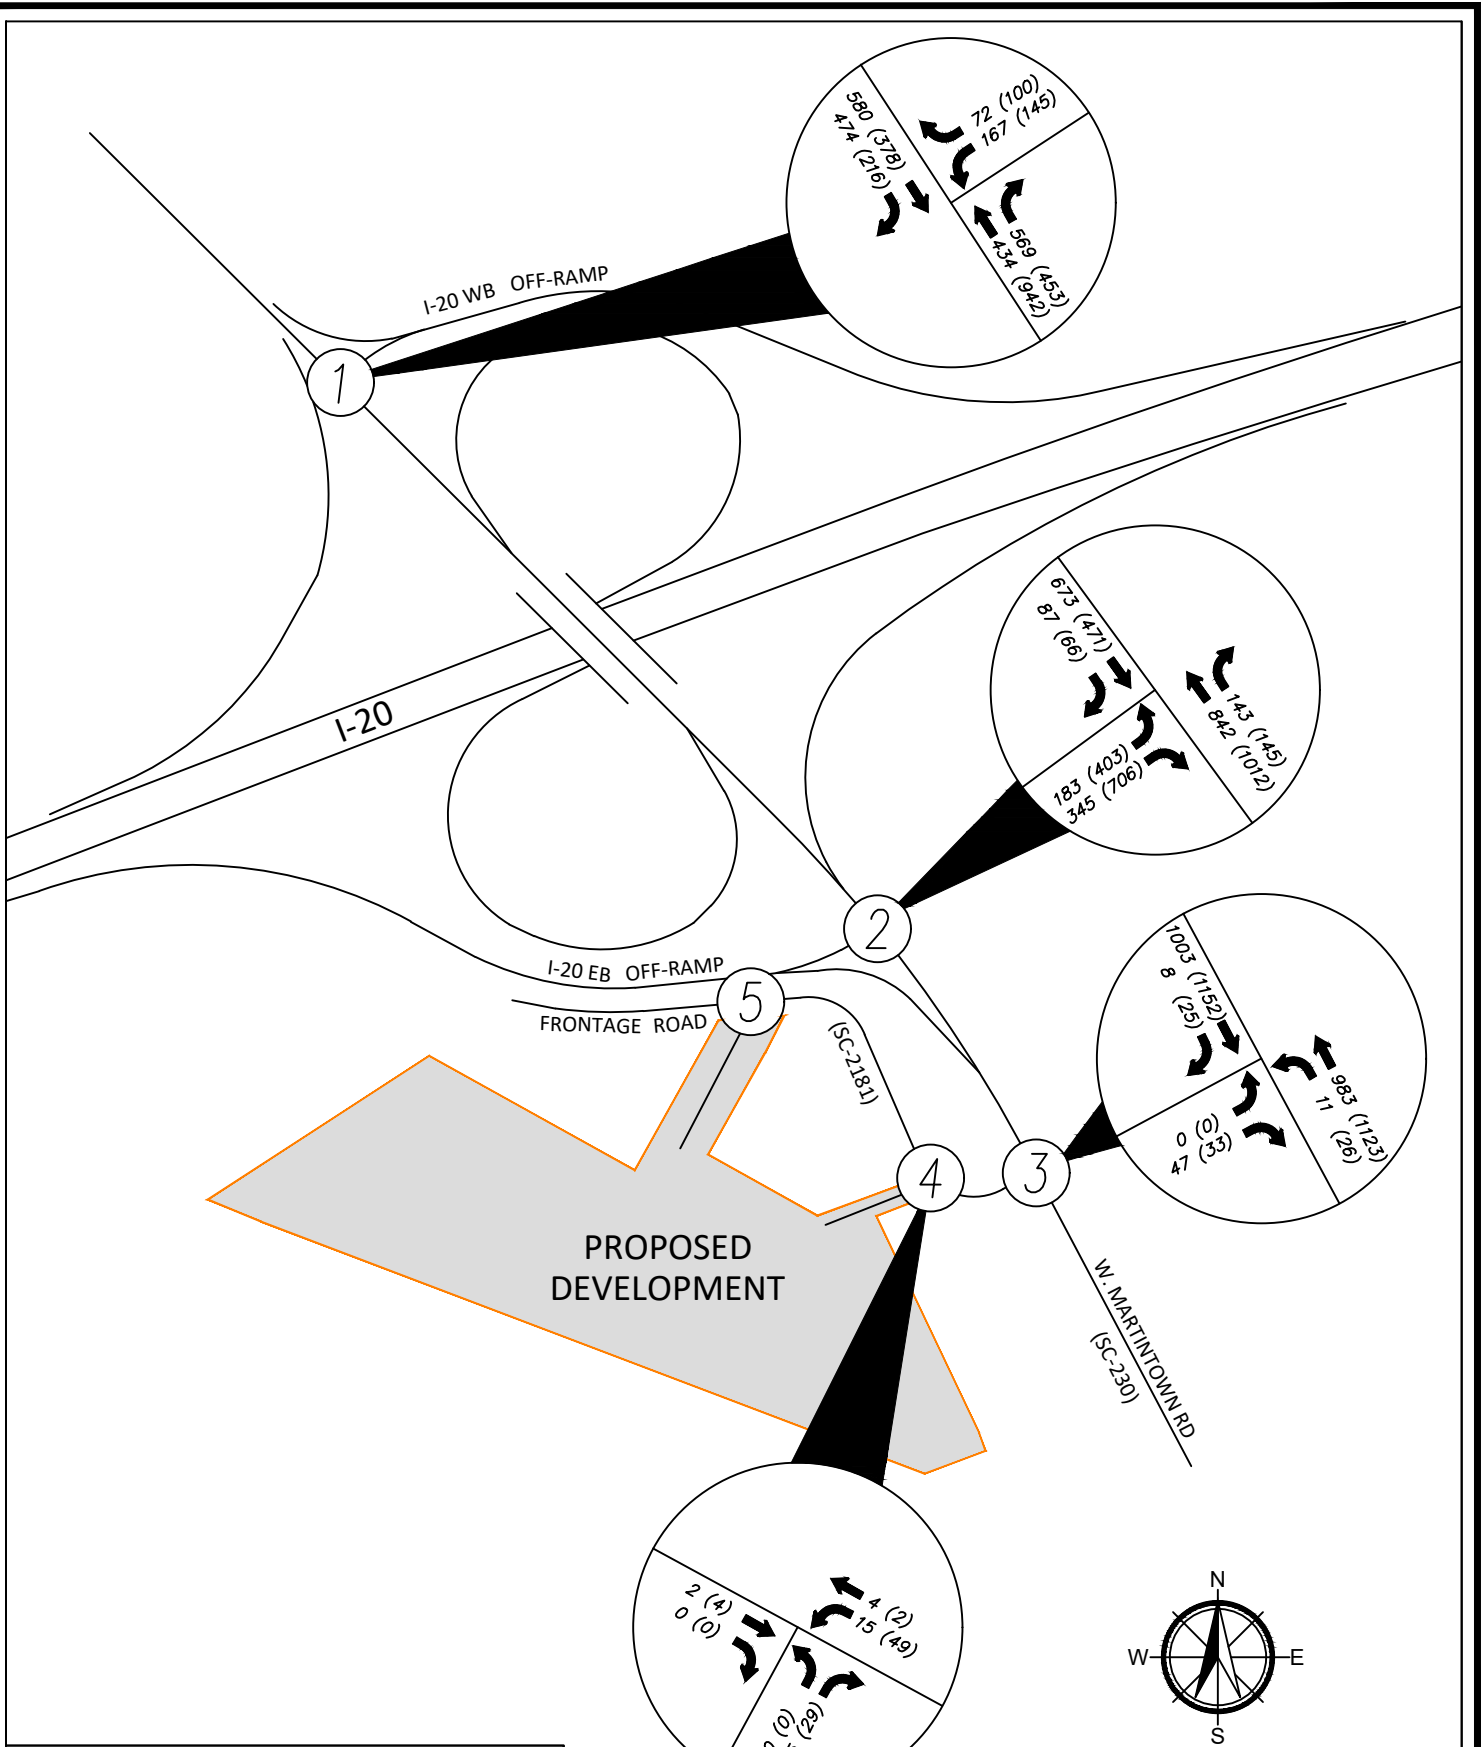 580 (378)
474 (216)
72 (100)
167 (145)
569 (453)
434 (942)
I-20 WB OFF-RAMP
1
I-20
673 (471)
87 (66)
143 (145)
842 (1012)
183 (403)
345 (706)
2
I-20 EB OFF-RAMP
5
FRONTAGE ROAD
(SC-2181)
1003 (1152)
8 (25)
983 (1123)
11 (26)
0 (0)
47 (33)
4
3
PROPOSED
DEVELOPMENT
W. MARTINTOWN RD
(SC-230)
2 (4)
0 (0)
4 (2)
15 (49)
(0)
(29)
N
W
E
S